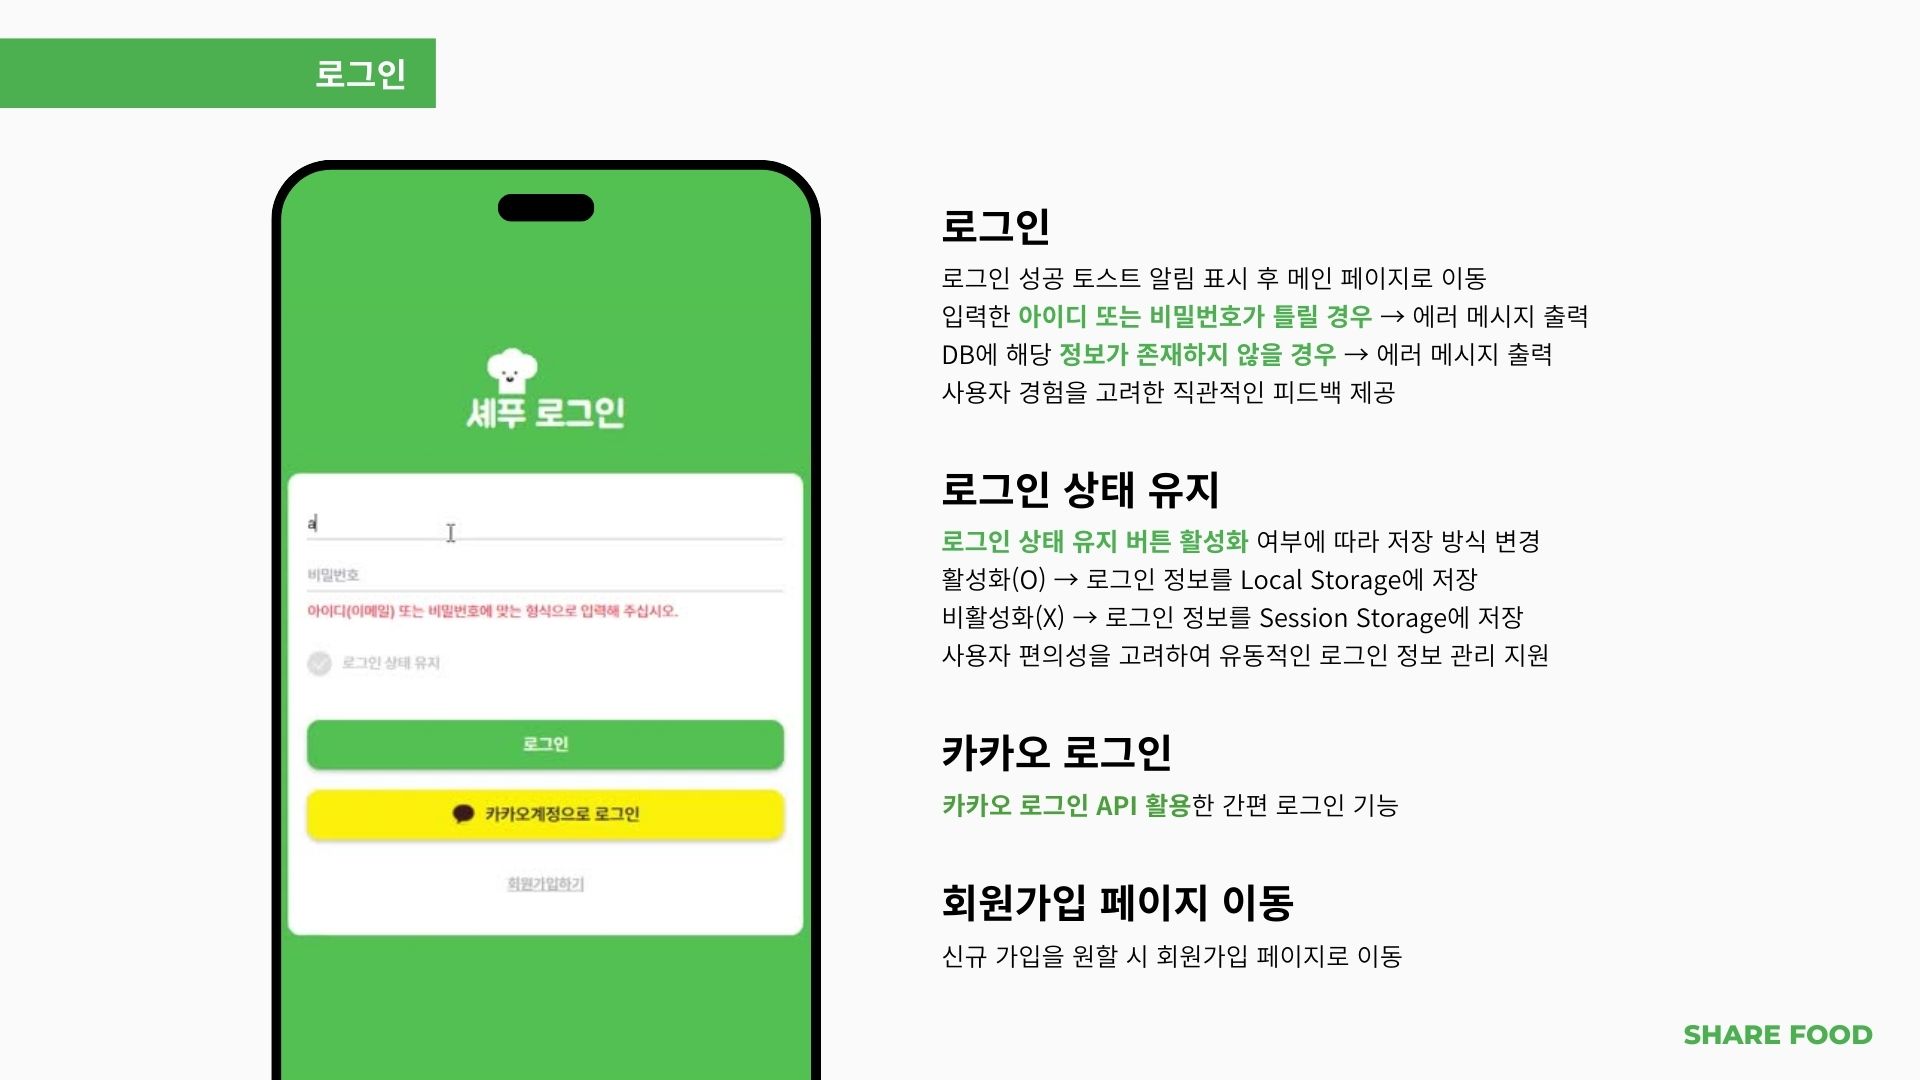 로그인
셰푸 로그인
a
비밀번호
아이디(이메일) 또는 비밀번호에 맞는 형식으로 입력해 주십시오.
로그인 상태 유지
로그인
카카오계정으로 로그인
회원가입하기
로그인
로그인 성공 토스트 알림 표시 후 메인 페이지로 이동
입력한 아이디 또는 비밀번호가 틀릴 경우 → 에러 메시지 출력
DB에 해당 정보가 존재하지 않을 경우 → 에러 메시지 출력
사용자 경험을 고려한 직관적인 피드백 제공
로그인 상태 유지
로그인 상태 유지 버튼 활성화 여부에 따라 저장 방식 변경
활성화(O) → 로그인 정보를 Local Storage에 저장
비활성화(X) → 로그인 정보를 Session Storage에 저장
사용자 편의성을 고려하여 유동적인 로그인 정보 관리 지원
카카오 로그인
카카오 로그인 API 활용한 간편 로그인 기능
회원가입 페이지 이동
신규 가입을 원할 시 회원가입 페이지로 이동
SHARE FOOD